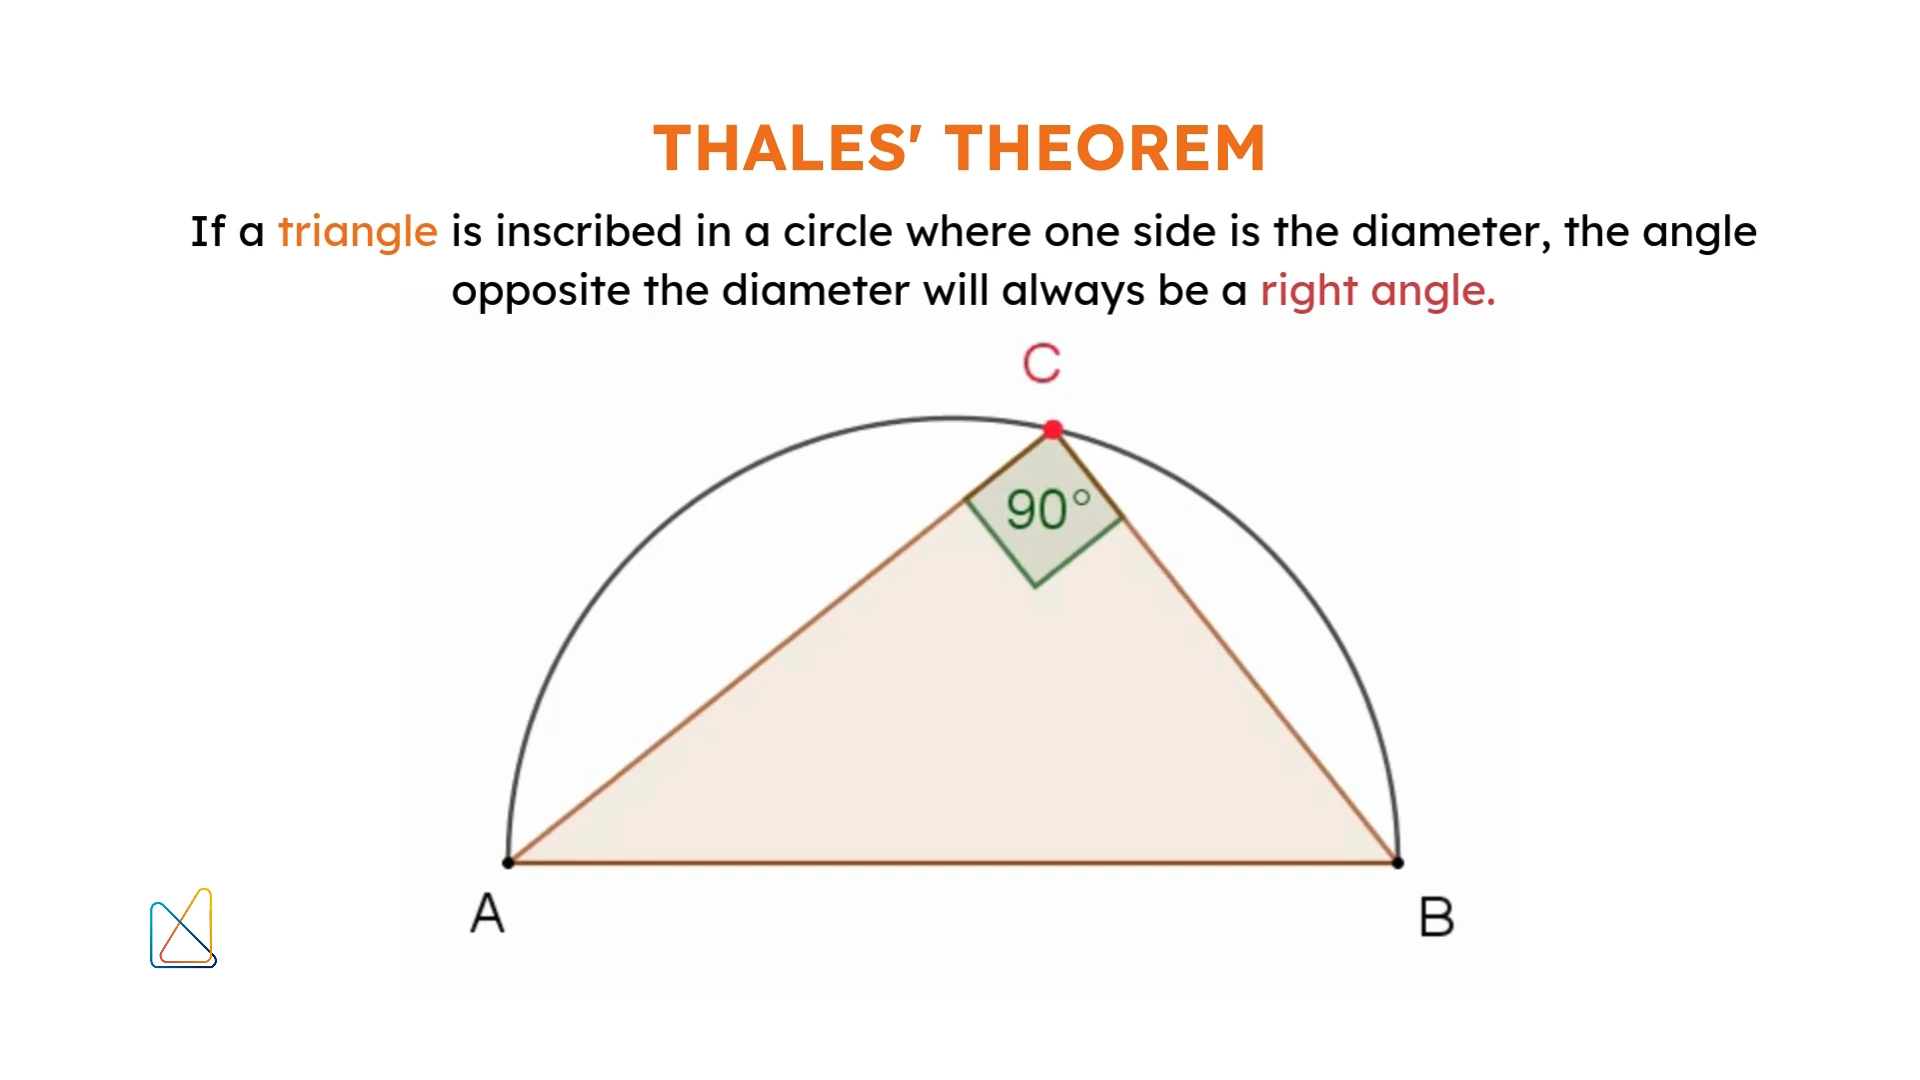 THALES' THEOREM
If a triangle is inscribed in a circle where one side is the diameter, the angle
opposite the diameter will always be a right angle.
C
90°
A
B